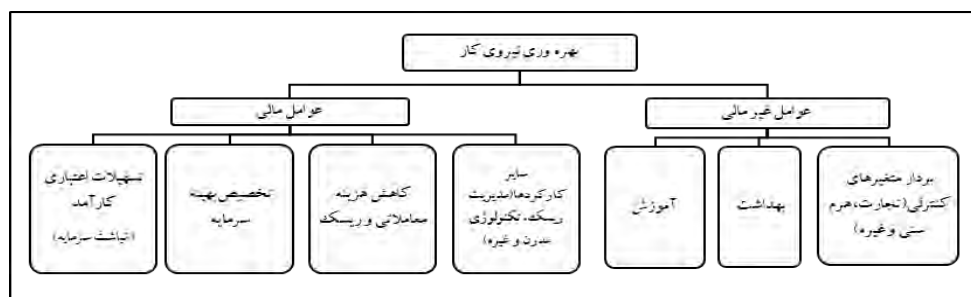 بهره وری نیروی کار
عوامل غیر مالی
عوامل مالی
بردار متغیرهای
کنترلی(تجارت،هرم
سنی و غیره)
بهداشت
آموزش
سایر
کارکردها(مدیریت
ریسک، تکنولوژی
مدرن و غیره)
کاهش هزینه
معاملاتی و ریسک
تخصیص بهینه
سرمایه
تسهیلات اعتباری
کارآمد
(انباشت سرمایه)